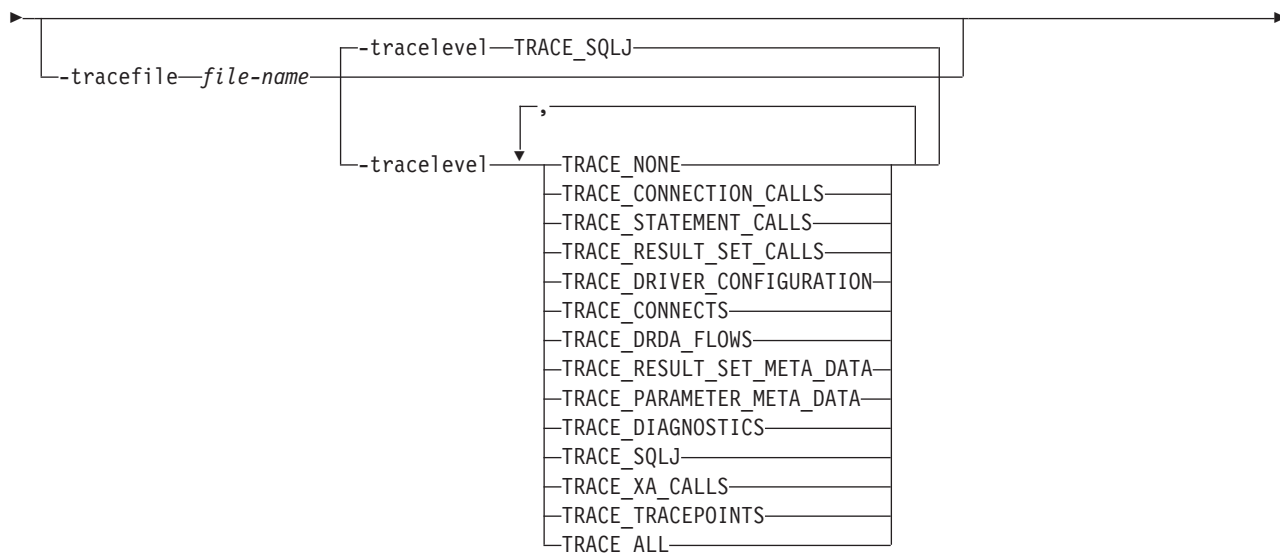 -tracelevel TRACE_SQLJ
-tracefile file-name
,
-tracelevel TRACE_NONE
TRACE_CONNECTION_CALLS
TRACE_STATEMENT_CALLS
TRACE_RESULT_SET_CALLS
TRACE_DRIVER_CONFIGURATION
TRACE_CONNECTS
TRACE_DRDA_FLOWS
TRACE_RESULT_SET_META_DATA
TRACE_PARAMETER_META_DATA
TRACE_DIAGNOSTICS
TRACE_SQLJ
TRACE_XA_CALLS
TRACE_TRACEPOINTS
TRACE_ALL